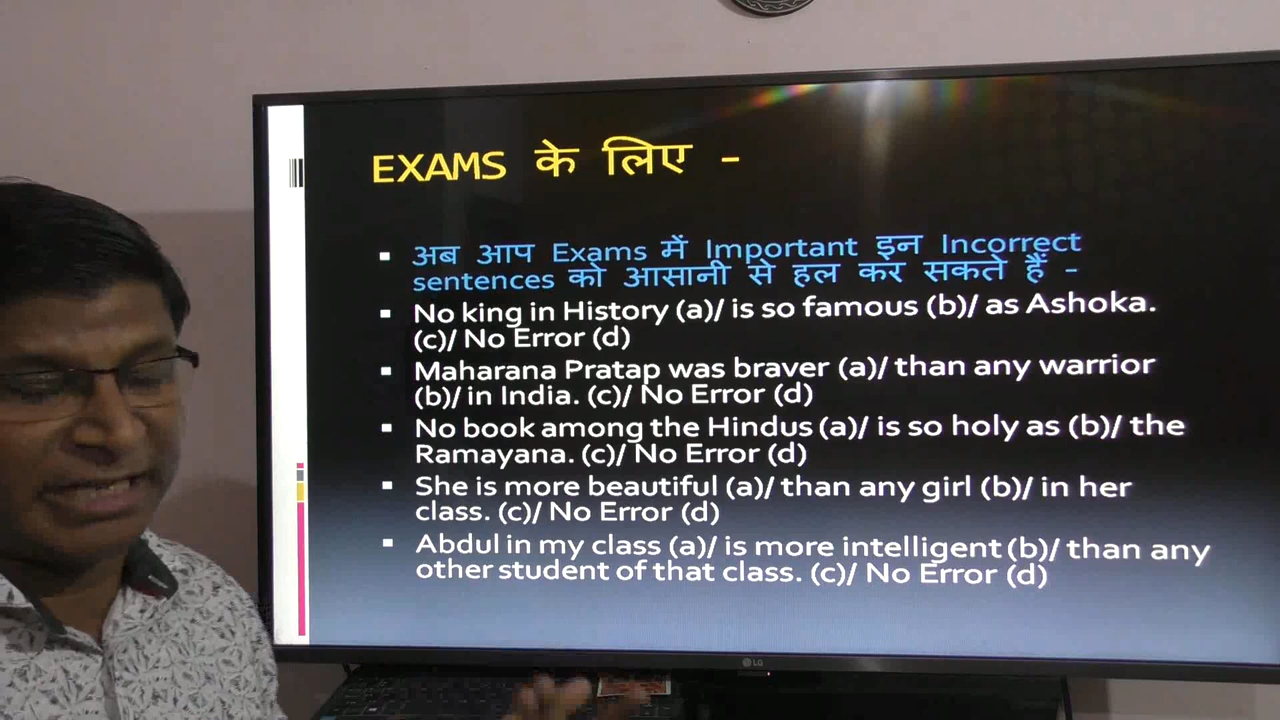 EXAMS के लिए -
▪ अब आप Exams में Important इन Incorrect
sentences को आसानी से हल कर सकते हैं -
▪ No king in History (a)/ is so famous (b)/ as Ashoka.
(c)/ No Error (d)
▪ Maharana Pratap was braver (a)/ than any warrior
(b)/ in India. (c)/ No Error (d)
▪ No book among the Hindus (a)/ is so holy as (b)/ the
Ramayana. (c)/ No Error (d)
▪ She is more beautiful (a)/ than any girl (b)/ in her
class. (c)/ No Error (d)
▪ Abdul in my class (a)/ is more intelligent (b)/ than any
other student of that class. (c)/ No Error (d)
LG